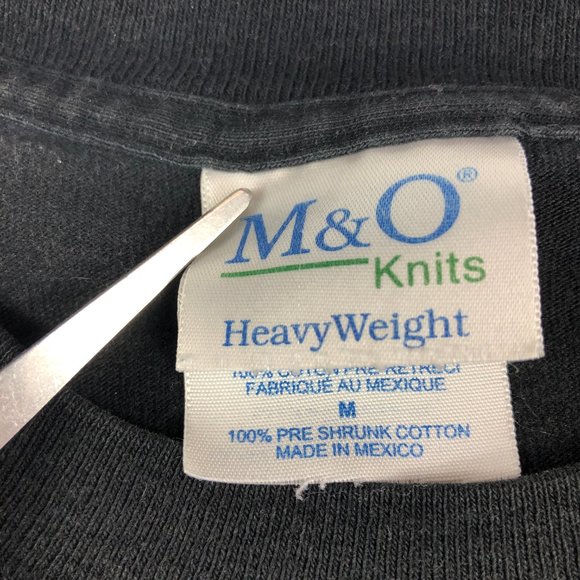 M&O®
Knits
HeavyWeight
FABRIQUÉ AU MEXIQUE
M
100% PRE SHRUNK COTTON
MADE IN MEXICO